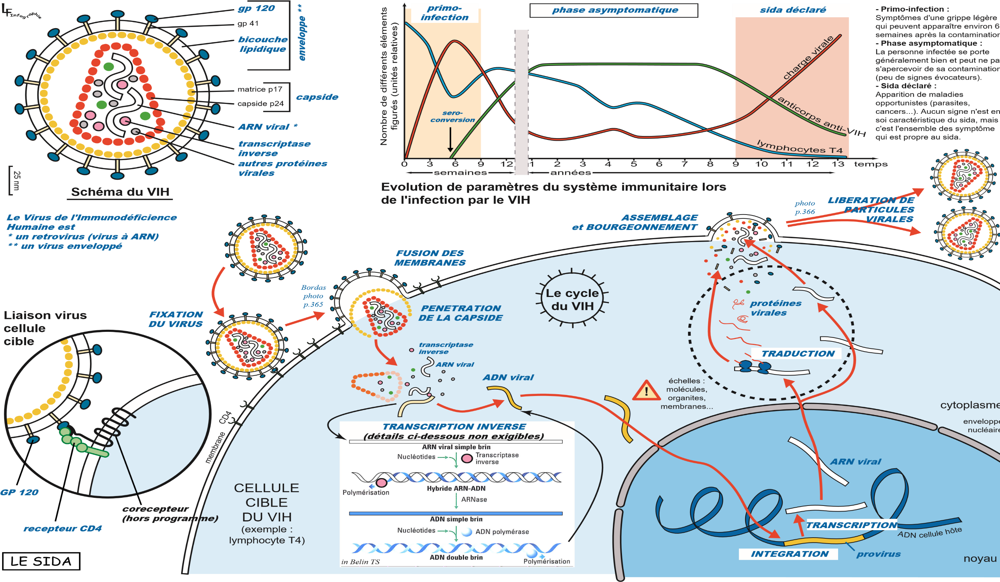 LF Infographie
gp 120
gp 41
bicouche
lipidique
enveloppe **
matrice p17
capside p24
capside
ARN viral *
transcriptase
inverse
autres protéines
virales
25 nm
Schéma du VIH
Le Virus de l'Immunodéficience
Humaine est
* un retrovirus (virus à ARN)
** un virus enveloppé
Nombre de différents éléments
figurés (unités relatives)
primo-
infection
phase asymptomatique
sida déclaré
sero-
conversion
charge virale
anticorps anti-VIH
lymphocytes T4
0 3 6 9 12 1 2 3 4 5 6 7 8 9 10 11 12 13 temps
semaines années
Evolution de paramètres du système immunitaire lors
de l'infection par le VIH
- Primo-infection :
Symptômes d'une grippe légère
qui peuvent apparaître environ 6
semaines après la contamination
- Phase asymptomatique :
La personne infectée se porte
généralement bien et peut ne pa
s'apercevoir de sa contamination
(peu de signes évocateurs).
- Sida déclaré :
Apparition de maladies
opportunistes (parasites,
cancers...). Aucun signe n'est en
soi caractéristique du sida, mais
c'est l'ensemble des symptôme
qui est propre au sida.
Liaison virus
cellule
cible
GP 120
recepteur CD4
corecepteur
(hors programme)
LE SIDA
FIXATION
DU VIRUS
Bordas
photo
p.365
FUSION DES
MEMBRANES
PENETRATION
DE LA CAPSIDE
transcriptase
inverse
ARN viral
ADN viral
membrane
CD4
CELLULE
CIBLE
DU VIH
(exemple :
lymphocyte T4)
TRANSCRIPTION INVERSE
(détails ci-dessous non exigibles)
ARN viral simple brin
Nucléotides
Transcriptase
inverse
Polymérisation
Hybride ARN-ADN
ARNase
ADN simple brin
Nucléotides
ADN polymérase
ADN double brin
Polymérisation
in Belin TS
Le cycle
du VIH
ASSEMBLAGE
et BOURGEONNEMENT
photo
p.366
LIBERATION DE
PARTICULES
VIRALES
protéines
virales
TRADUCTION
!
échelles :
molécules,
organites,
membranes...
cytoplasme
envelopp
nucléaire
ARN viral
TRANSCRIPTION
ADN cellule hôte
INTEGRATION
provirus
noyau